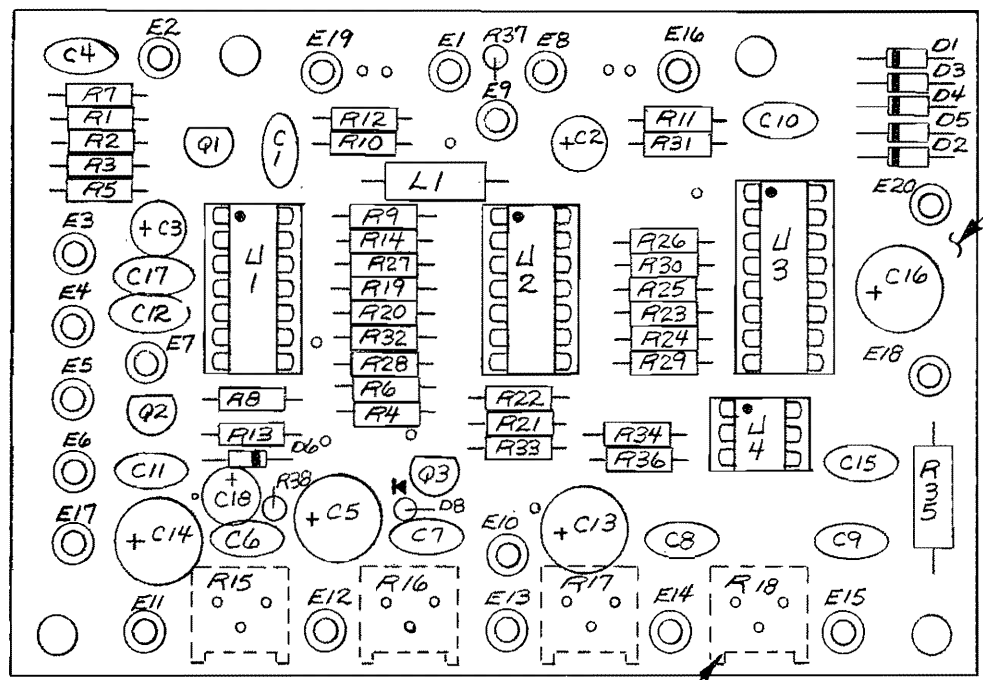 E2
C4
E19
E1
R37
E8
E16
D1
D3
D4
D5
D2
E9
R7
R1
R2
R3
R5
Q1
C1
R12
R10
C2
R11
R31
C10
L1
E20
E3
C3
C17
C12
U1
R9
R14
R27
R19
R20
R32
R28
R6
R4
U2
R26
R30
R25
R23
R24
R29
U3
C16
E18
E4
E7
E5
Q2
R8
R13
D6
R22
R21
R33
R34
R36
U4
C15
R35
E6
C11
C18
R38
Q3
D8
E17
C14
C6
C5
C7
E10
C13
C8
C9
E11
R15
E12
R16
E13
R17
E14
R18
E15